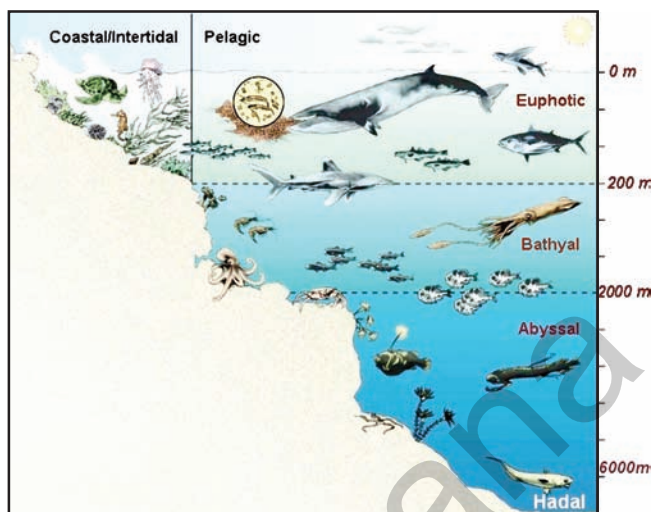 Coastal/Intertidal
Pelagic
0 m
Euphotic
200 m
Bathyal
2000 m
Abyssal
6000m
Hadal